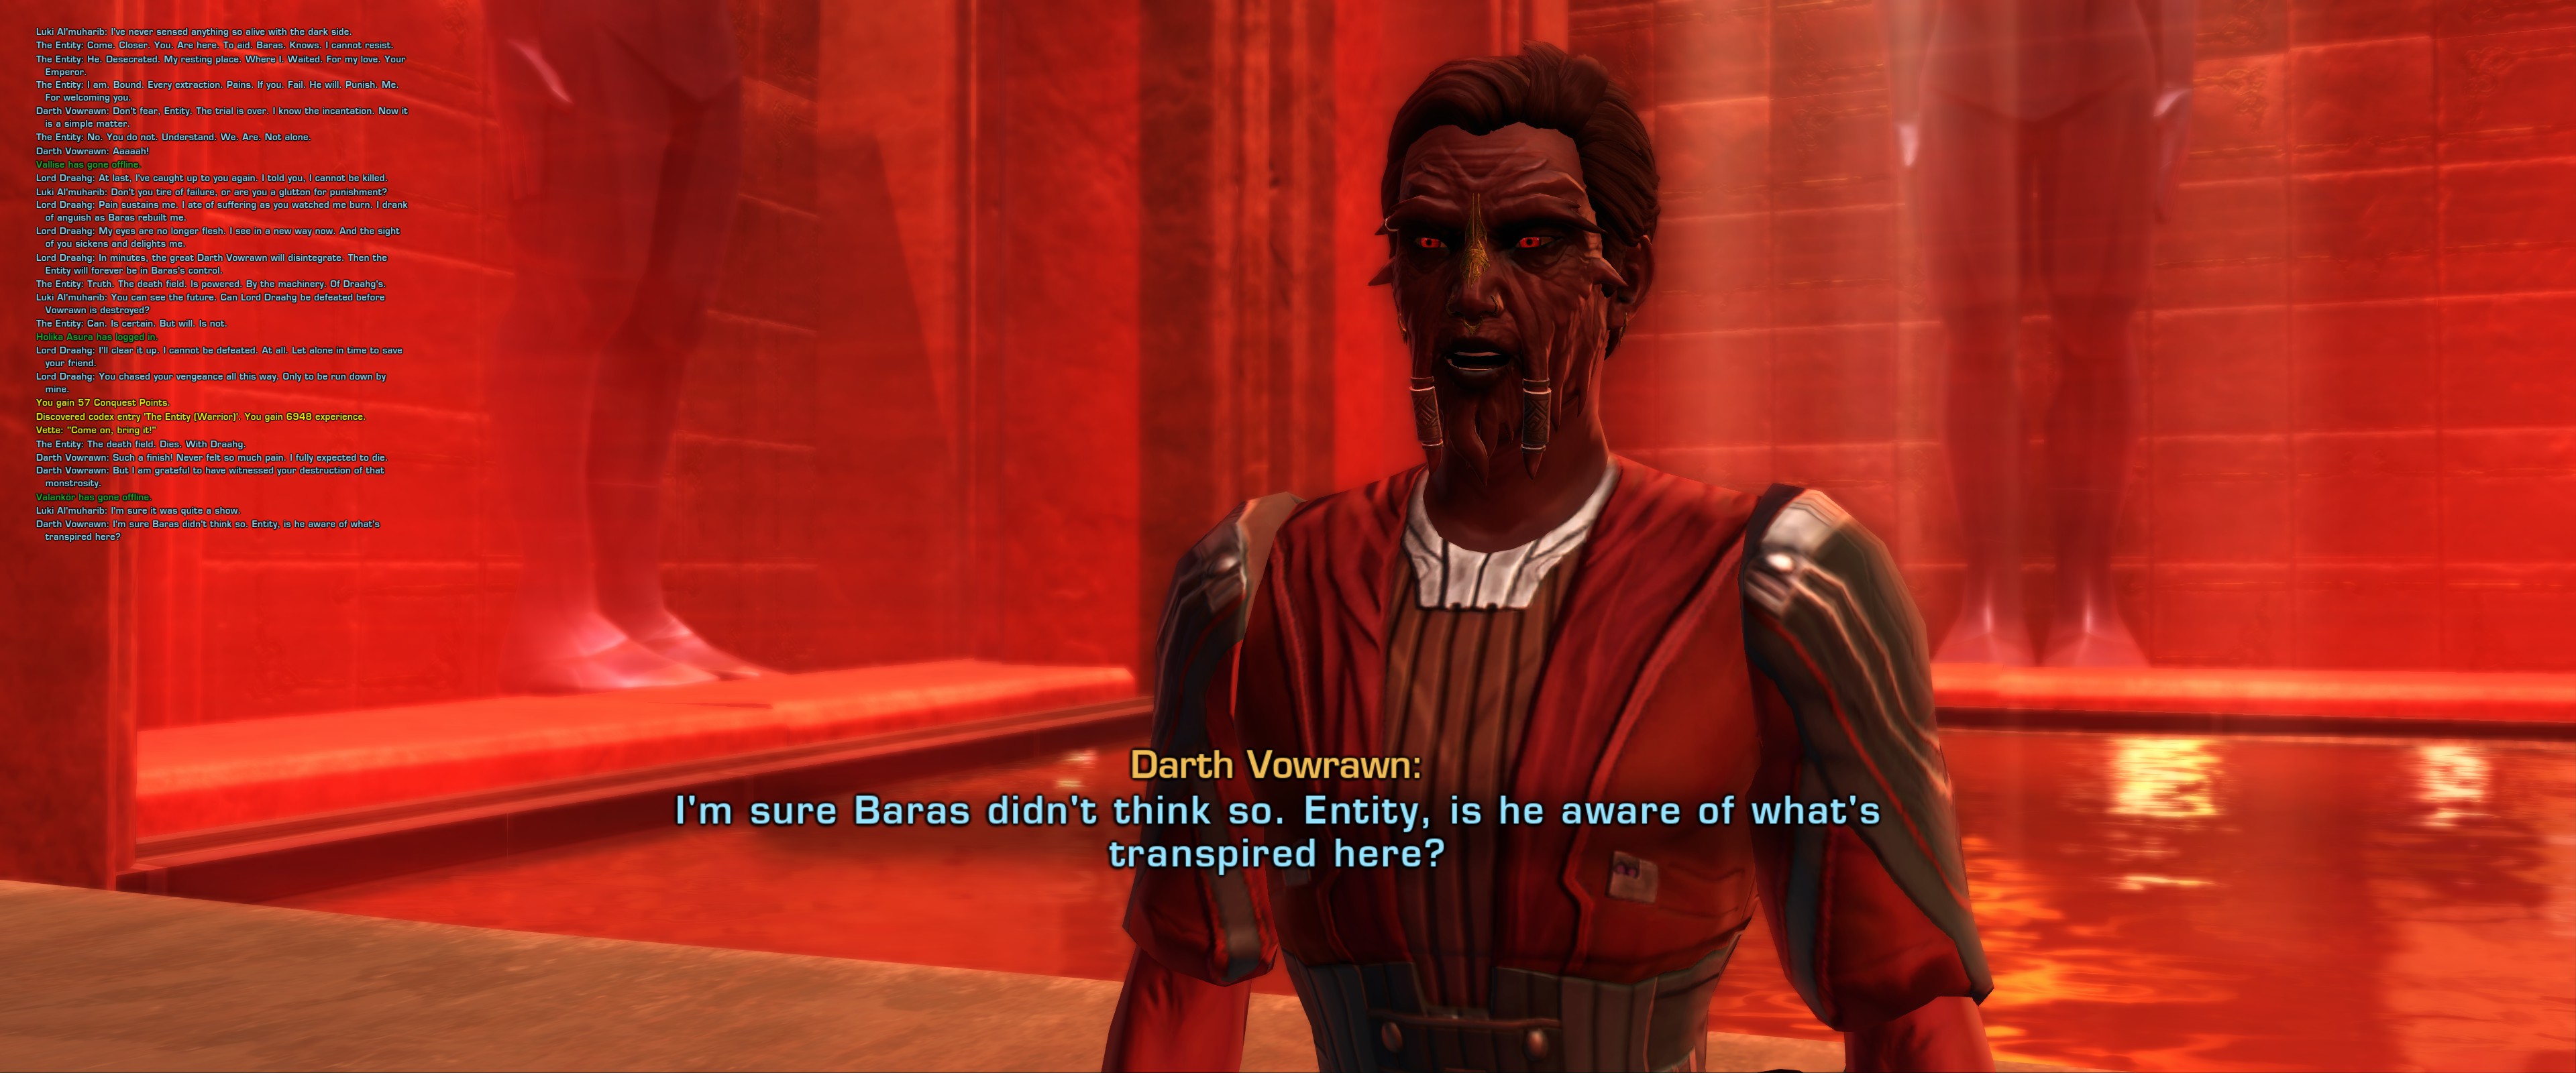 Luki Al'muharib: I've never sensed anything so alive with the dark side.
The Entity: Come. Closer. You. Are here. To aid. Baras. Knows. I cannot resist.
The Entity: He. Desecrated. My resting place. Where I. Waited. For my love. Your
Emperor.
The Entity: I am. Bound. Every extraction. Pains. If you. Fail. He will. Punish. Me.
For welcoming you.
Darth Vowrawn: Don't fear, Entity. The trial is over. I know the incantation. Now it
is a simple matter.
The Entity: No. You do not. Understand. We. Are. Not alone.
Darth Vowrawn: Aaaaah!
Vallise has gone offline.
Lord Draahg: At last, I've caught up to you again. I told you, I cannot be killed.
Luki Al'muharib: Don't you tire of failure, or are you a glutton for punishment?
Lord Draahg: Pain sustains me. I ate of suffering as you watched me burn. I drank
of anguish as Baras rebuilt me.
Lord Draahg: My eyes are no longer flesh. I see in a new way now. And the sight
of you sickens and delights me.
Lord Draahg: In minutes, the great Darth Vowrawn will disintegrate. Then the
Entity will forever be in Baras's control.
The Entity: Truth. The death field. Is powered. By the machinery. Of Draahg's.
Luki Al'muharib: You can see the future. Can Lord Draahg be defeated before
Vowrawn is destroyed?
The Entity: Can. Is certain. But will. Is not.
Holika Asura has logged in.
Lord Draahg: I'll clear it up. I cannot be defeated. At all. Let alone in time to save
your friend.
Lord Draahg: You chased your vengeance all this way. Only to be run down by
mine.
You gain 57 Conquest Points.
Discovered codex entry 'The Entity (Warrior)'. You gain 6948 experience.
Vette: "Come on, bring it!"
The Entity: The death field. Dies. With Draahg.
Darth Vowrawn: Such a finish! Never felt so much pain. I fully expected to die.
Darth Vowrawn: But I am grateful to have witnessed your destruction of that
monstrosity.
Valankor has gone offline.
Luki Al'muharib: I'm sure it was quite a show.
Darth Vowrawn: I'm sure Baras didn't think so. Entity, is he aware of what's
transpired here?
Darth Vowrawn:
I'm sure Baras didn't think so. Entity, is he aware of what's
transpired here?